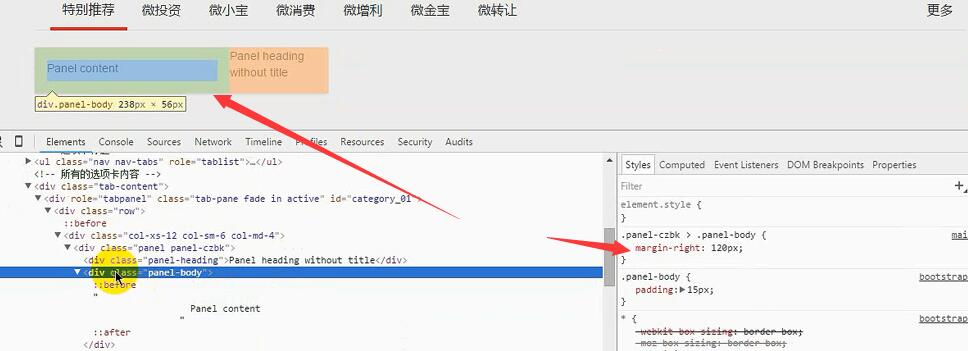 特别推荐 微投资 微小宝 微消费 微增利 微金宝 微转让 更多
Panel content
Panel heading
without title
div.panel-body 238px × 56px
Elements Console Sources Network Timeline Profiles Resources Audits
▶<ul class="nav nav-tabs" role="tablist">…</ul>
<!-- 所有的选项卡内容 -->
▼<div class="tab-content">
▼<div role="tabpanel" class="tab-pane fade in active" id="category_01">
▼<div class="row">
::before
▼<div class="col-xs-12 col-sm-6 col-md-4">
▼<div class="panel panel-czbk">
<div class="panel-heading">Panel heading without title</div>
▼<div class="panel-body">
::before
"
Panel content
"
::after
</div>
Styles Computed Event Listeners DOM Breakpoints Properties
Filter
element.style {
}
.panel-czbk > .panel-body { mai
margin-right: 120px;
}
.panel-body { bootstrap
padding:▶15px;
}
* { bootstrap
-webkit-box-sizing: border-box;
-moz-box-sizing: border-box;